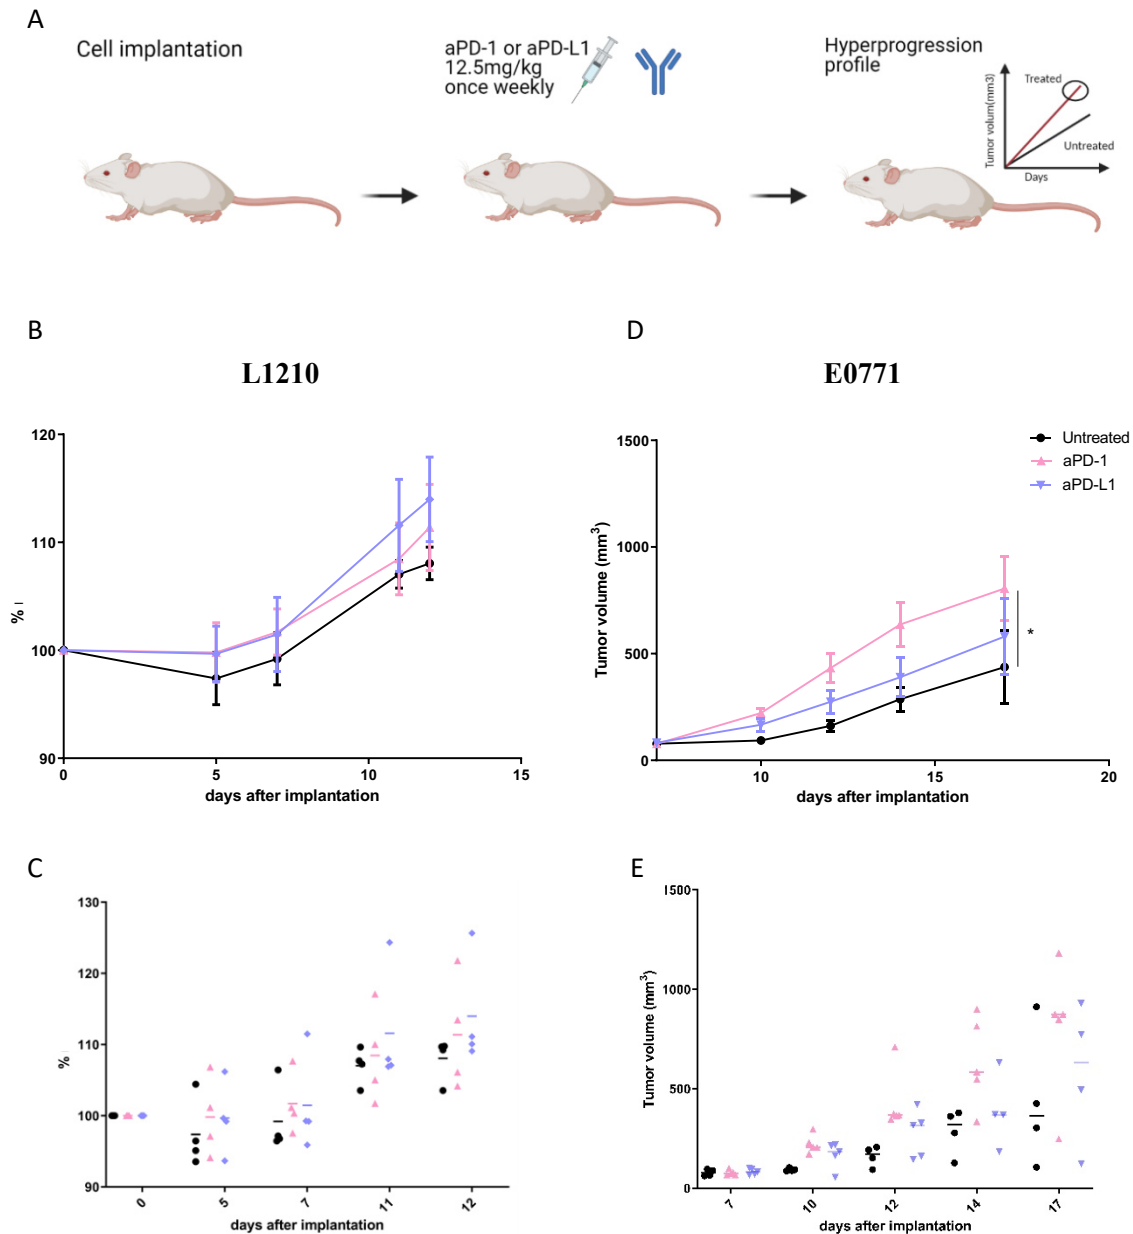 A
Cell implantation
aPD-1 or aPD-L1
12.5mg/kg
once weekly
Hyperprogression
profile
Tumor volum(mm3)
Treated
Untreated
Days
B
L1210
120
110
100
90
%
0
5
10
15
days after implantation
D
E0771
Untreated
aPD-1
aPD-L1
1500
1000
500
0
Tumor volume (mm3)
*
10
15
20
days after implantation
C
130
120
110
100
90
%
0
5
7
11
12
days after implantation
E
1500
1000
500
0
Tumor volume (mm3)
7
10
12
14
17
days after implantation